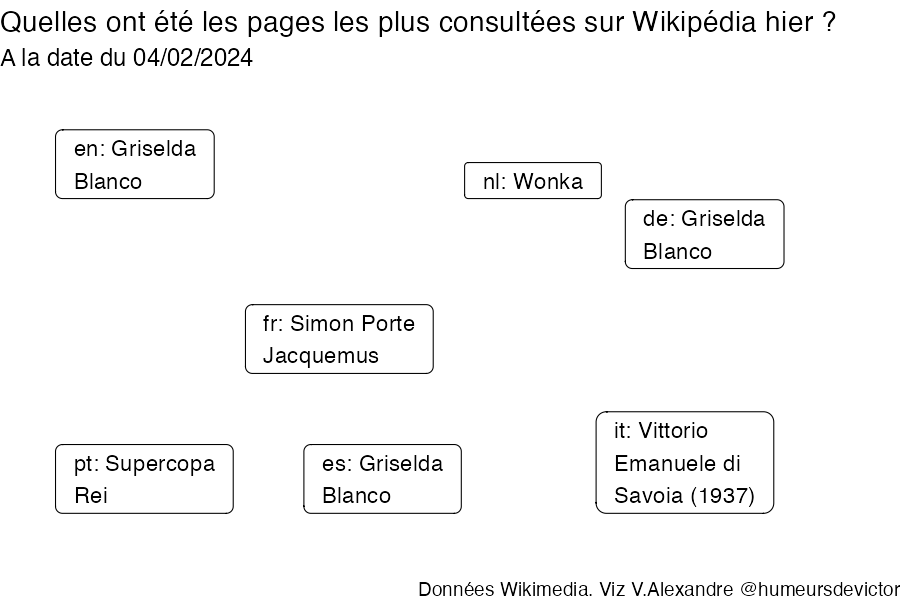 Quelles ont été les pages les plus consultées sur Wikipédia hier ?
A la date du 04/02/2024
en: Griselda
Blanco
nl: Wonka
de: Griselda
Blanco
fr: Simon Porte
Jacquemus
it: Vittorio
Emanuele di
Savoia (1937)
pt: Supercopa
Rei
es: Griselda
Blanco
Données Wikimedia. Viz V.Alexandre @humeursdevictor